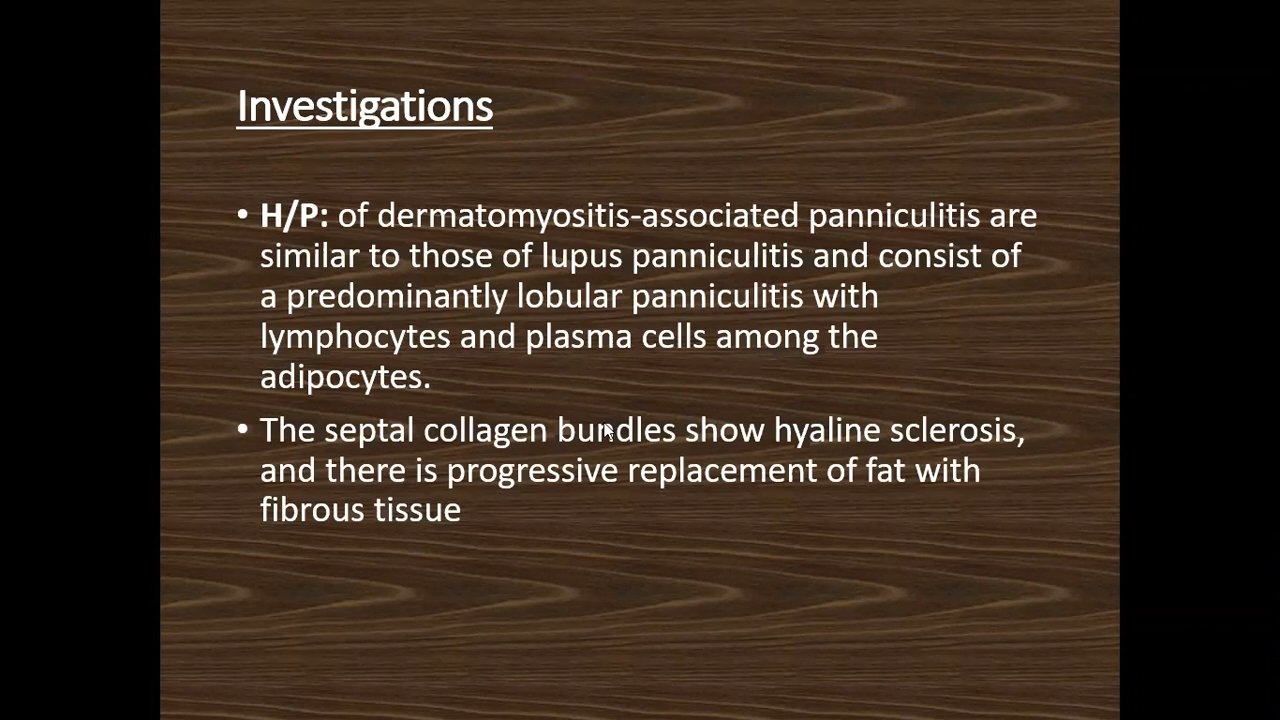 Investigations
• H/P: of dermatomyositis-associated panniculitis are
similar to those of lupus panniculitis and consist of
a predominantly lobular panniculitis with
lymphocytes and plasma cells among the
adipocytes.
• The septal collagen bundles show hyaline sclerosis,
and there is progressive replacement of fat with
fibrous tissue